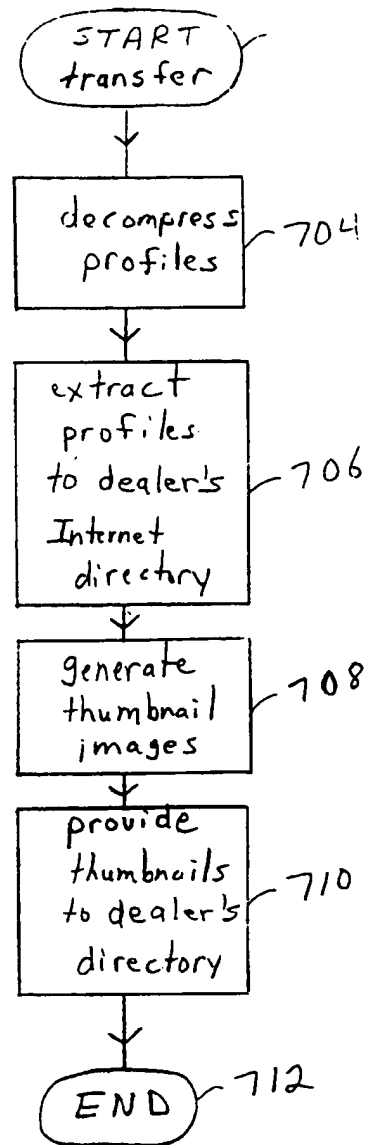 START
transfer
decompress
profiles
704
extract
profiles
to dealer's
Internet
directory
706
generate
thumbnail
images
708
provide
thumbnails
to dealer's
directory
710
END
712